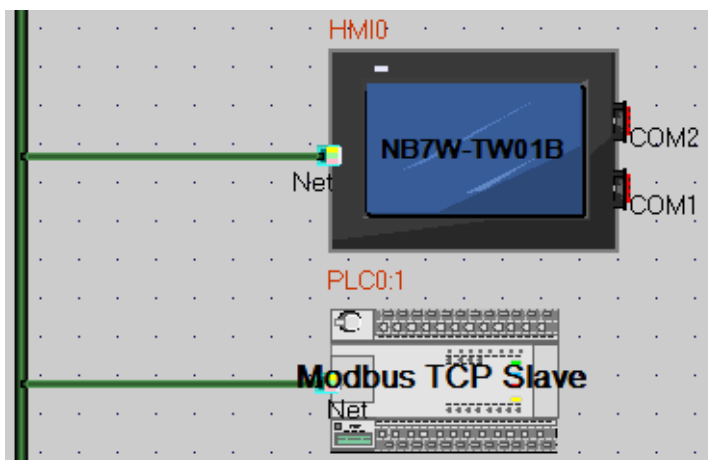 HMI0
NB7W-TW01B
COM2
Net
COM1
PLC0:1
Modbus TCP Slave
Net